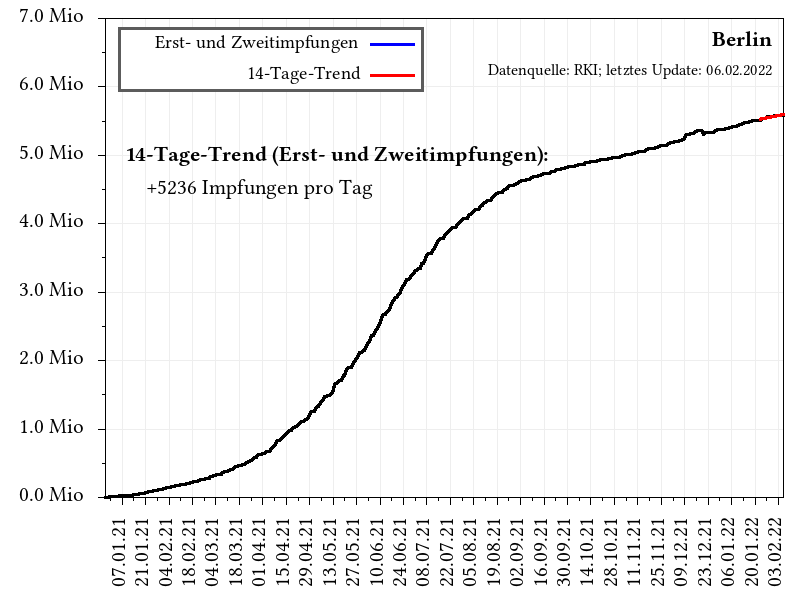 7.0 Mio
6.0 Mio
5.0 Mio
4.0 Mio
3.0 Mio
2.0 Mio
1.0 Mio
0.0 Mio
Erst- und Zweitimpfungen
14-Tage-Trend
Berlin
Datenquelle: RKI; letztes Update: 06.02.2022
14-Tage-Trend (Erst- und Zweitimpfungen):
+5236 Impfungen pro Tag
07.01.21
21.01.21
04.02.21
18.02.21
04.03.21
18.03.21
01.04.21
15.04.21
29.04.21
13.05.21
27.05.21
10.06.21
24.06.21
08.07.21
22.07.21
05.08.21
19.08.21
02.09.21
16.09.21
30.09.21
14.10.21
28.10.21
11.11.21
25.11.21
09.12.21
23.12.21
06.01.22
20.01.22
03.02.22